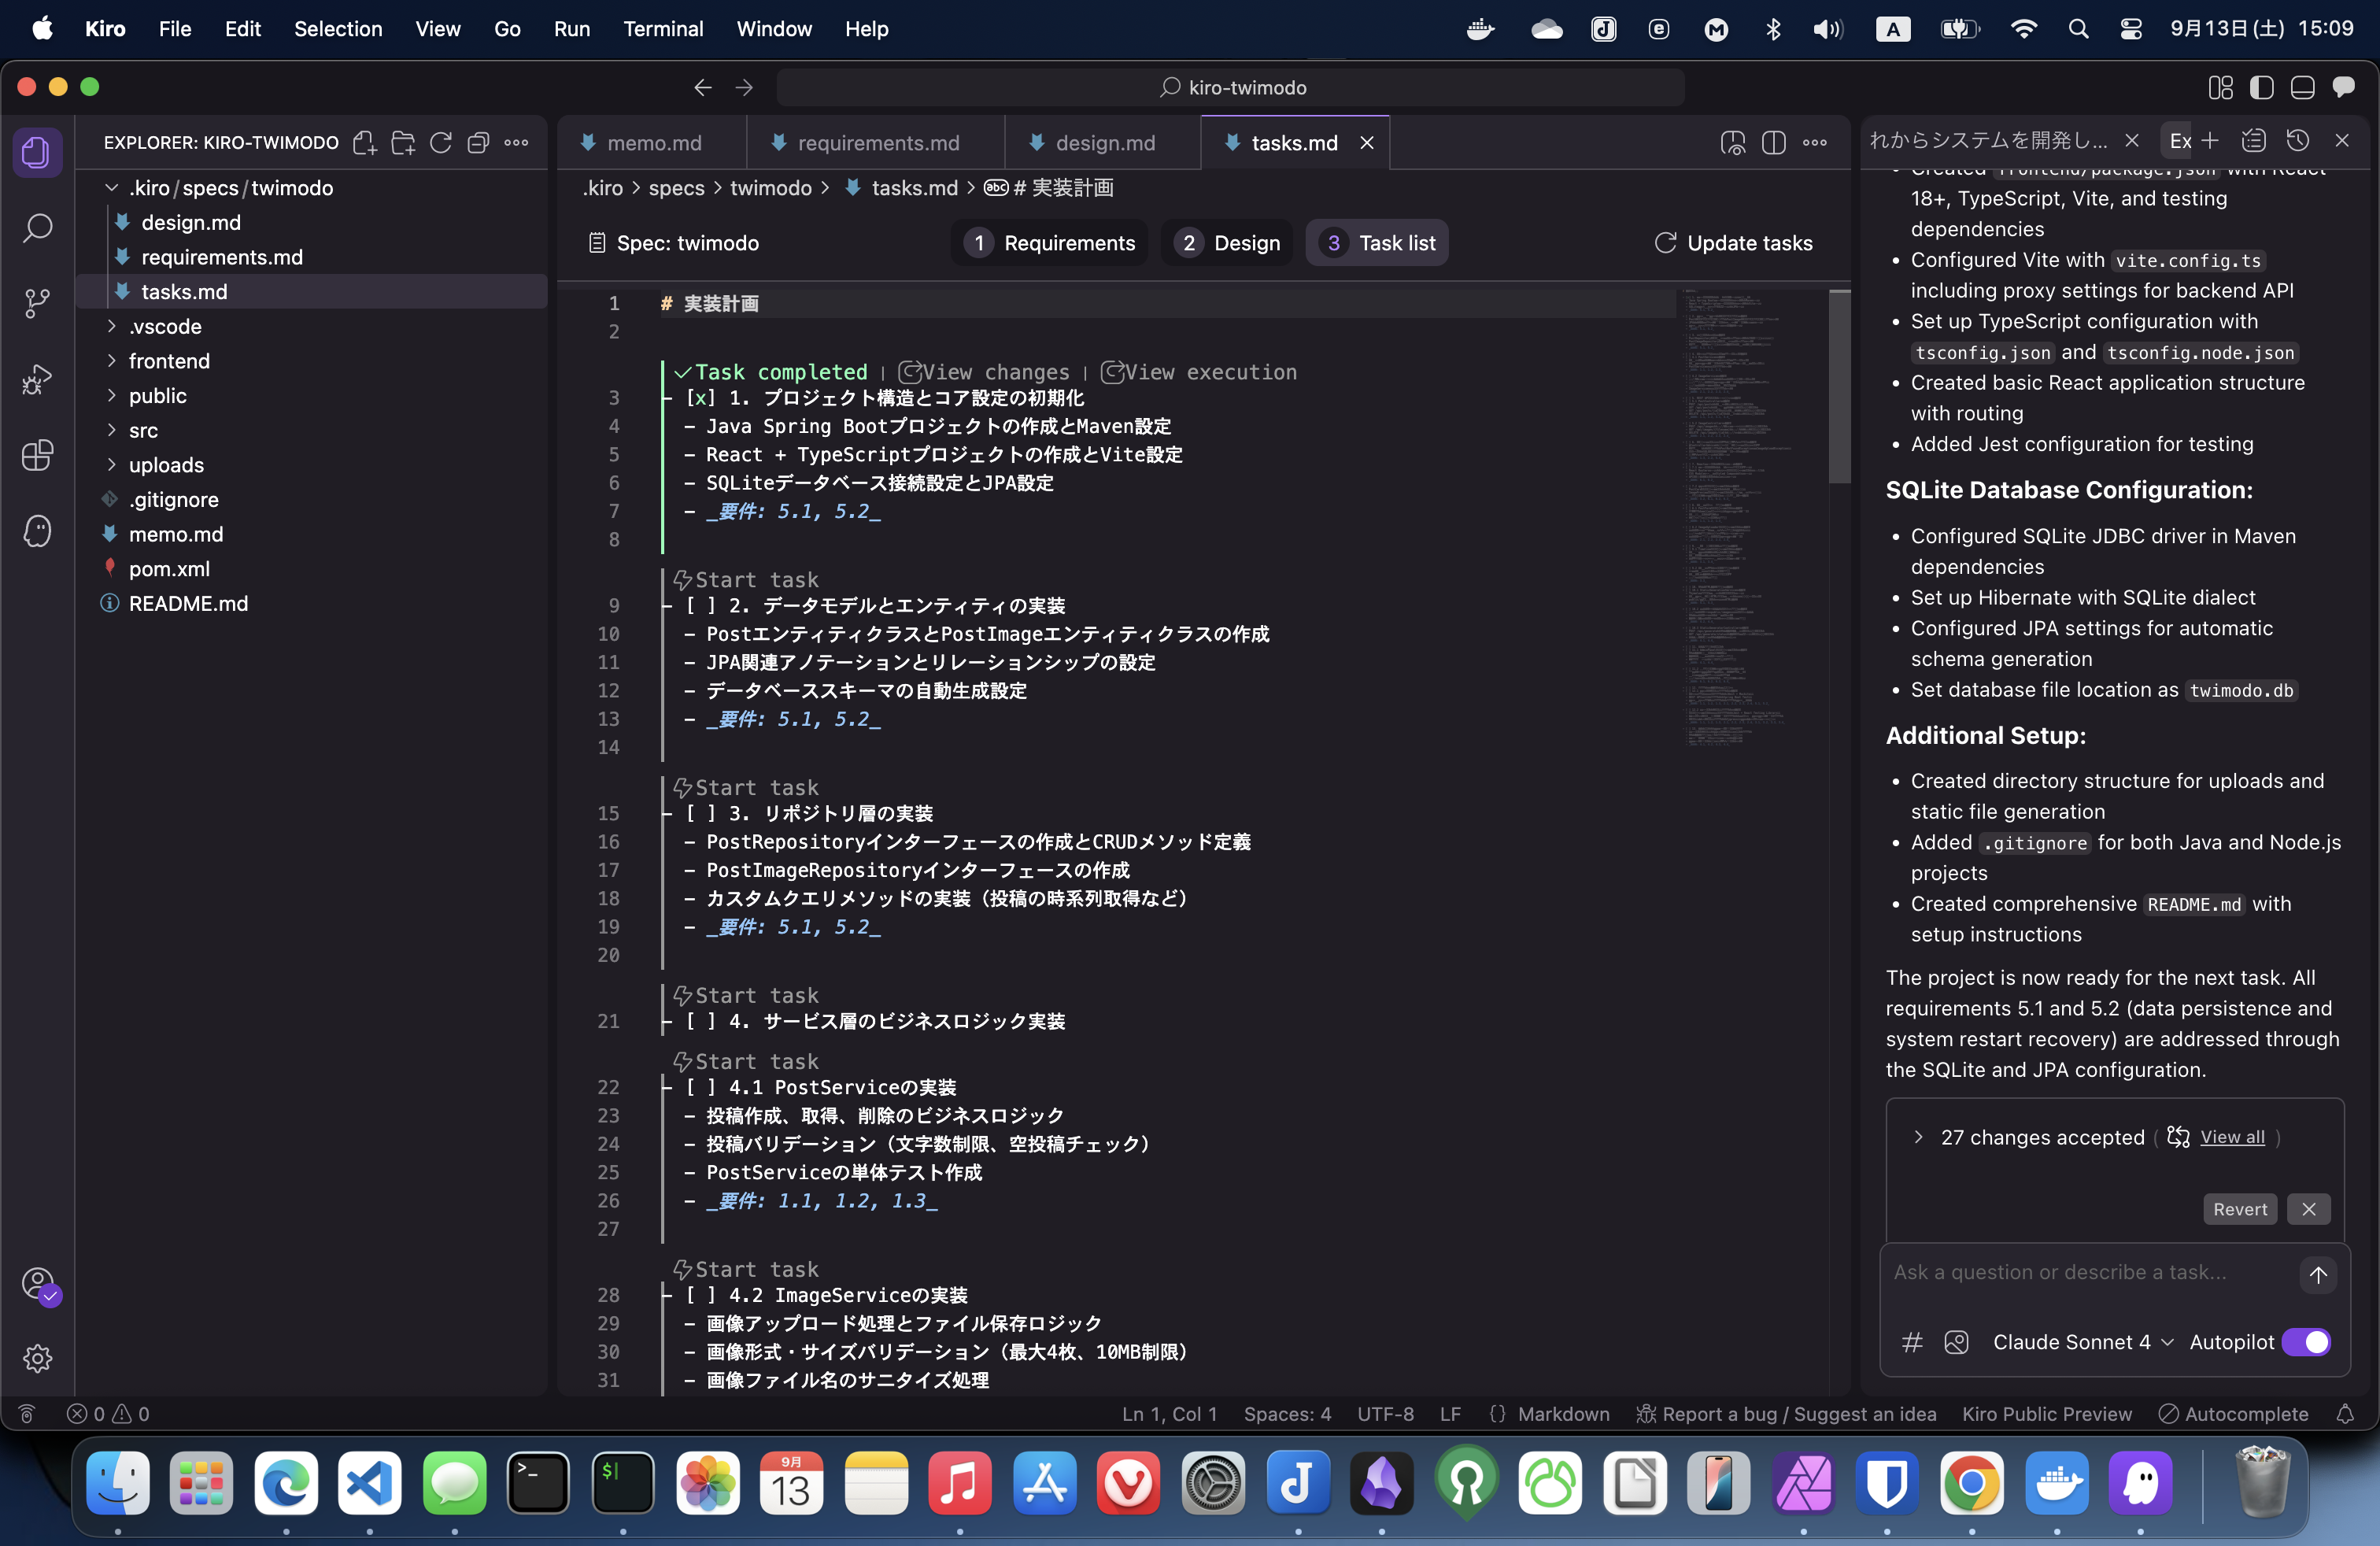 Kiro File Edit Selection View Go Run Terminal Window Help
A 9月13日(土) 15:09
kiro-twimodo
EXPLORER: KIRO-TWIMODO
.kiro/specs/twimodo
design.md
requirements.md
tasks.md
.vscode
frontend
public
src
uploads
.gitignore
memo.md
pom.xml
README.md
memo.md requirements.md design.md tasks.md
.kiro > specs > twimodo > tasks.md > # 実装計画
Spec: twimodo
1 Requirements 2 Design 3 Task list
Update tasks
1 # 実装計画
2
Task completed | View changes | View execution
3 - [x] 1. プロジェクト構造とコア設定の初期化
4 - Java Spring Bootプロジェクトの作成とMaven設定
5 - React + TypeScriptプロジェクトの作成とVite設定
6 - SQLiteデータベース接続設定とJPA設定
7 - _要件: 5.1, 5.2_
8
Start task
9 - [ ] 2. データモデルとエンティティの実装
10 - PostエンティティクラスとPostImageエンティティクラスの作成
11 - JPA関連アノテーションとリレーションシップの設定
12 - データベーススキーマの自動生成設定
13 - _要件: 5.1, 5.2_
14
Start task
15 - [ ] 3. リポジトリ層の実装
16 - PostRepositoryインターフェースの作成とCRUDメソッド定義
17 - PostImageRepositoryインターフェースの作成
18 - カスタムクエリメソッドの実装（投稿の時系列取得など）
19 - _要件: 5.1, 5.2_
20
Start task
21 - [ ] 4. サービス層のビジネスロジック実装
Start task
22 - [ ] 4.1 PostServiceの実装
23 - 投稿作成、取得、削除のビジネスロジック
24 - 投稿バリデーション（文字数制限、空投稿チェック）
25 - PostServiceの単体テスト作成
26 - _要件: 1.1, 1.2, 1.3_
27
Start task
28 - [ ] 4.2 ImageServiceの実装
29 - 画像アップロード処理とファイル保存ロジック
30 - 画像形式・サイズバリデーション（最大4枚、10MB制限）
31 - 画像ファイル名のサニタイズ処理
れからシステムを開発し... Ex
• Created frontend/package.json with React
18+, TypeScript, Vite, and testing
dependencies
• Configured Vite with vite.config.ts
including proxy settings for backend API
• Set up TypeScript configuration with
tsconfig.json and tsconfig.node.json
• Created basic React application structure
with routing
• Added Jest configuration for testing
SQLite Database Configuration:
• Configured SQLite JDBC driver in Maven
dependencies
• Set up Hibernate with SQLite dialect
• Configured JPA settings for automatic
schema generation
• Set database file location as twimodo.db
Additional Setup:
• Created directory structure for uploads and
static file generation
• Added .gitignore for both Java and Node.js
projects
• Created comprehensive README.md with
setup instructions
The project is now ready for the next task. All
requirements 5.1 and 5.2 (data persistence and
system restart recovery) are addressed through
the SQLite and JPA configuration.
27 changes accepted ( View all )
Revert
Ask a question or describe a task...
# Claude Sonnet 4 Autopilot
0 0
Ln 1, Col 1 Spaces: 4 UTF-8 LF {} Markdown Report a bug / Suggest an idea Kiro Public Preview Autocomplete
9月
13